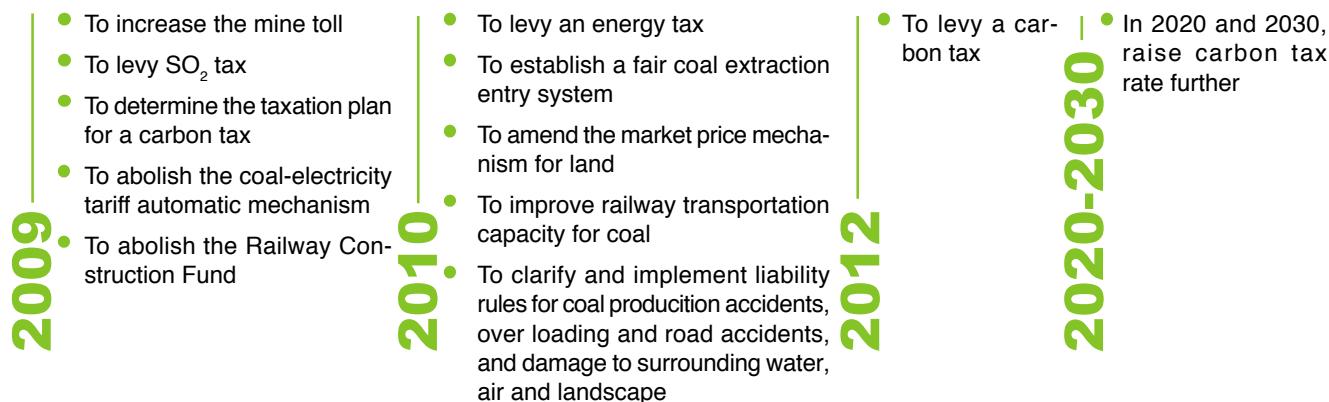 2009
To increase the mine toll
To levy SO₂ tax
To determine the taxation plan
for a carbon tax
To abolish the coal-electricity
tariff automatic mechanism
To abolish the Railway Con-
struction Fund
2010
To levy an energy tax
To establish a fair coal extraction
entry system
To amend the market price mecha-
nism for land
To improve railway transportation
capacity for coal
To clarify and implement liability
rules for coal producition accidents,
over loading and road accidents,
and damage to surrounding water,
air and landscape
2012
To levy a car-
bon tax
2020-2030
In 2020 and 2030,
raise carbon tax
rate further